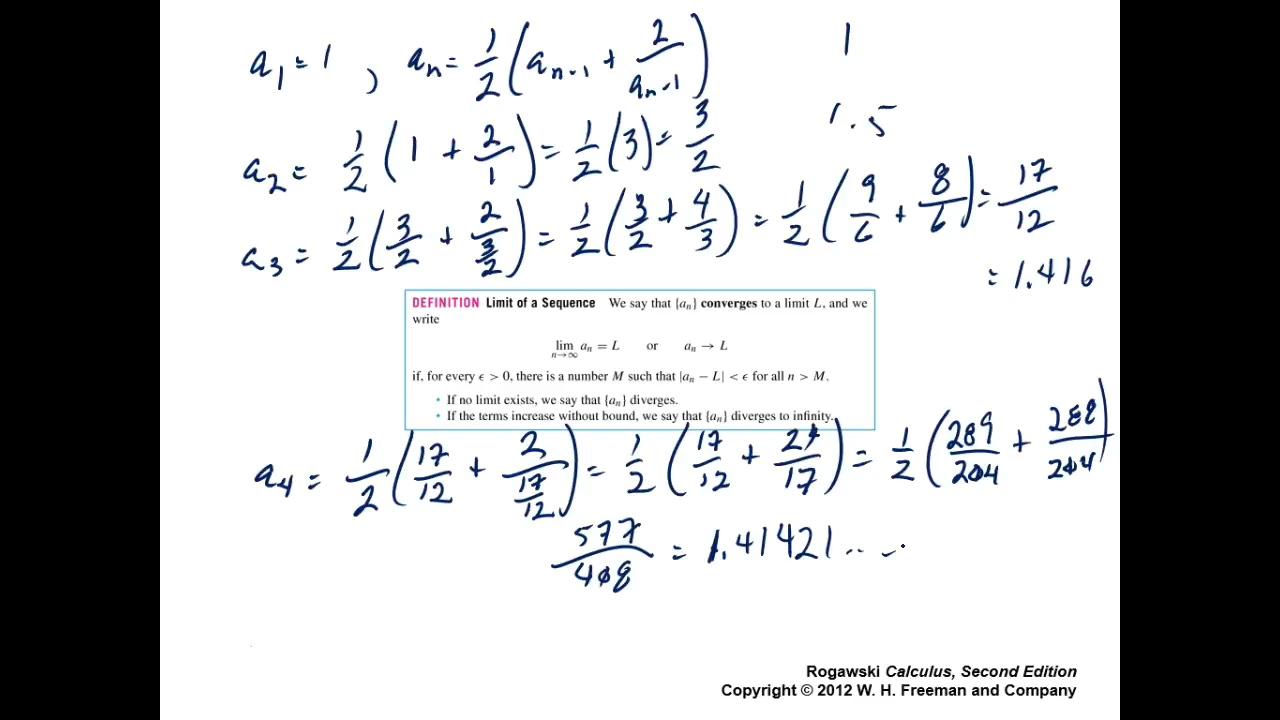 a₁ = 1 , aₙ = 1/2 (aₙ₋₁ + 2/aₙ₋₁) 1
1.5
a₂ = 1/2 (1 + 2/1) = 1/2 (3) = 3/2
a₃ = 1/2 (3/2 + 2/(3/2)) = 1/2 (3/2 + 4/3) = 1/2 (9/6 + 8/6) = 17/12
= 1.416
DEFINITION Limit of a Sequence We say that {aₙ} converges to a limit L, and we
write
lim n→∞ aₙ = L or aₙ → L
if, for every ϵ > 0, there is a number M such that |aₙ − L| < ϵ for all n > M.
• If no limit exists, we say that {aₙ} diverges.
• If the terms increase without bound, we say that {aₙ} diverges to infinity.
a₄ = 1/2 (17/12 + 2/(17/12)) = 1/2 (17/12 + 24/17) = 1/2 (289/204 + 288/204)
577/408 = 1.41421...
Rogawski Calculus, Second Edition
Copyright © 2012 W. H. Freeman and Company